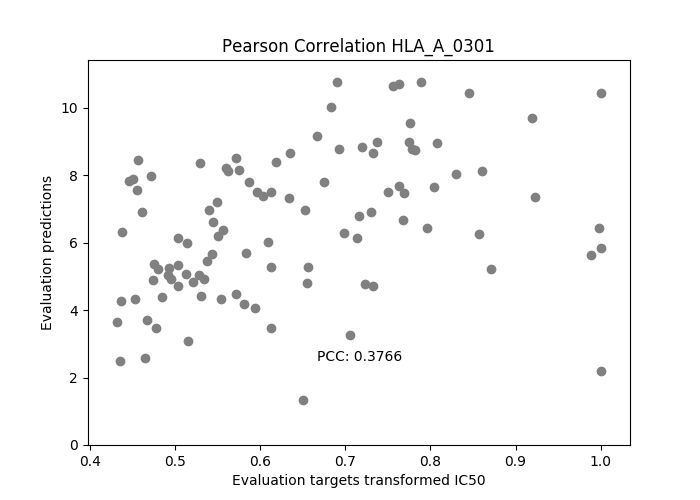 Pearson Correlation HLA_A_0301
Evaluation predictions
10
8
6
4
2
0
PCC: 0.3766
0.4 0.5 0.6 0.7 0.8 0.9 1.0
Evaluation targets transformed IC50